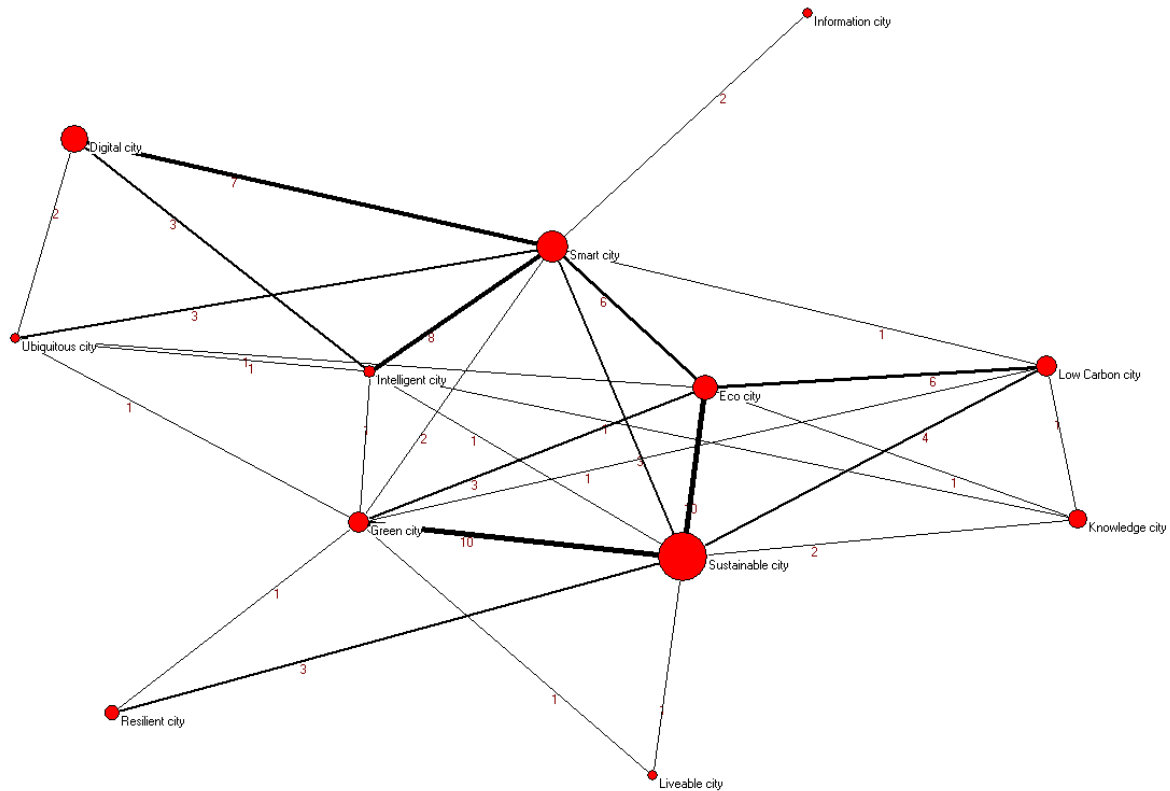 Information city
2
Digital city
7
2
3
Smart city
6
3
1
Ubiquitous city
8
1
1
Intelligent city
Low Carbon city
6
Eco city
1
1
2
1
1
4
1
3
3
1
1
Knowledge city
Green city
10
2
Sustainable city
1
3
1
Resilient city
Liveable city